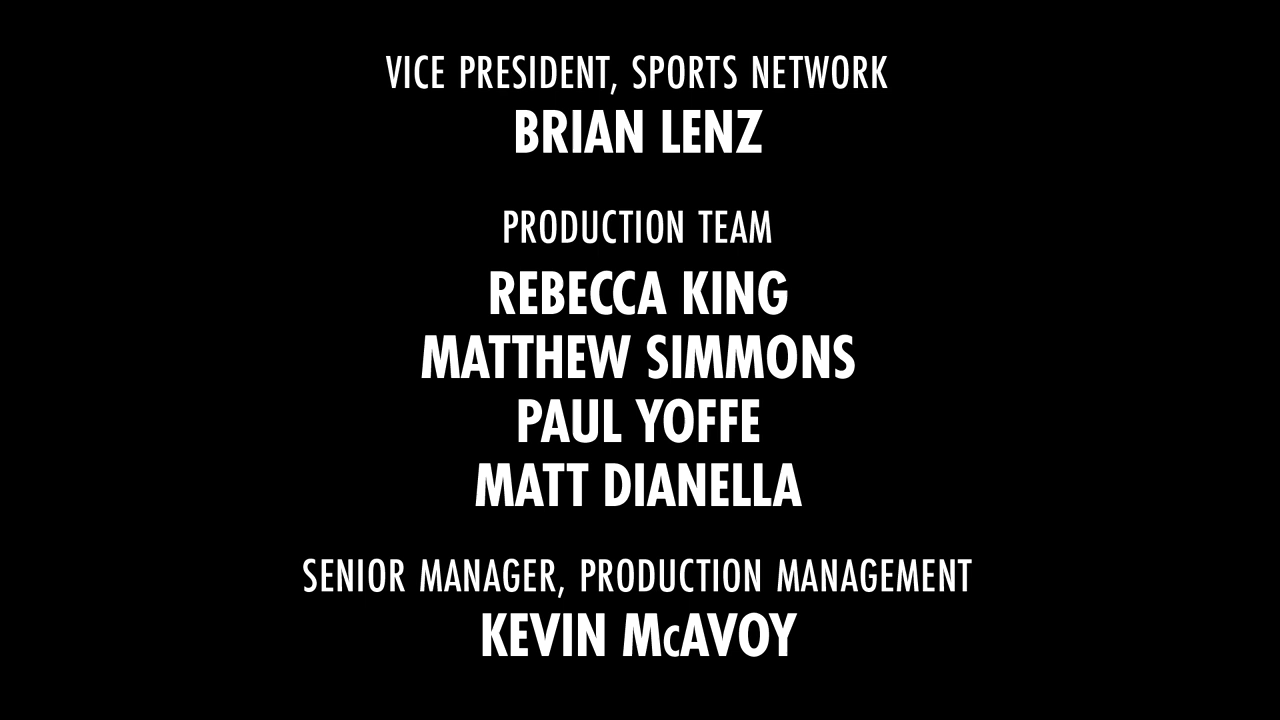 VICE PRESIDENT, SPORTS NETWORK
BRIAN LENZ
PRODUCTION TEAM
REBECCA KING
MATTHEW SIMMONS
PAUL YOFFE
MATT DIANELLA
SENIOR MANAGER, PRODUCTION MANAGEMENT
KEVIN McAVOY